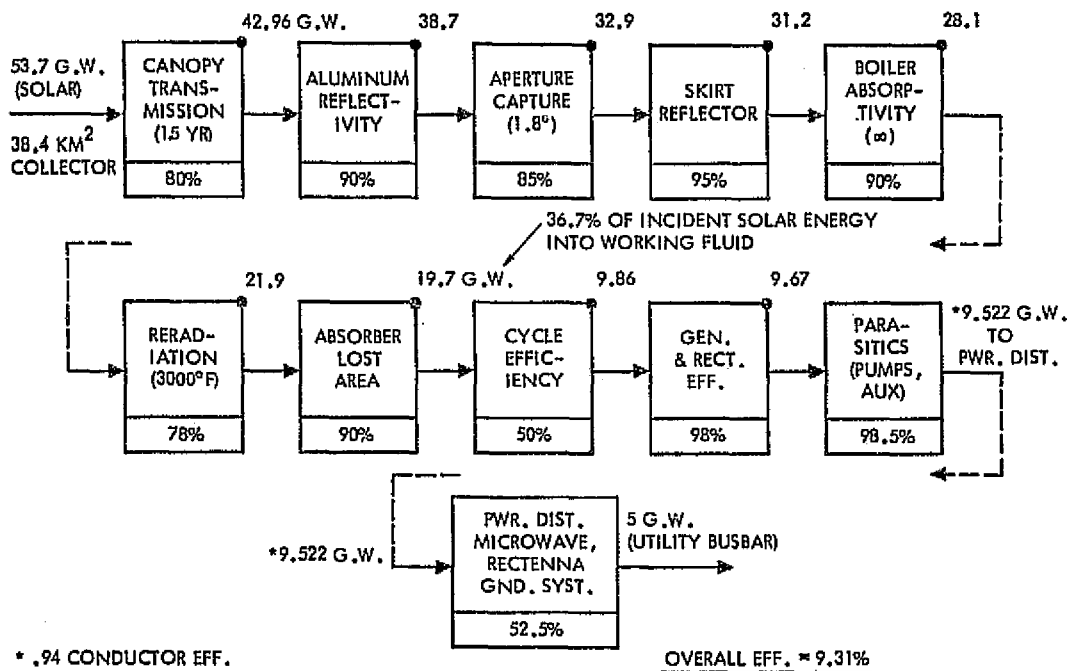 42.96 G.W.
38.7
32.9
31.2
28.1
53.7 G.W.
(SOLAR)
38.4 KM²
COLLECTOR
CANOPY
TRANS-
MISSION
(15 YR)
80%
ALUMINUM
REFLECT-
IVITY
90%
APERTURE
CAPTURE
(1.8°)
85%
SKIRT
REFLECTOR
95%
BOILER
ABSORP-
TIVITY
(∞)
90%
36.7% OF INCIDENT SOLAR ENERGY
INTO WORKING FLUID
21.9
19.7 G.W.
9.86
9.67
RERAD-
IATION
(3000°F)
78%
ABSORBER
LOST
AREA
90%
CYCLE
EFFIC-
IENCY
50%
GEN.
& RECT.
EFF.
98%
PARA-
SITICS
(PUMPS,
AUX)
98.5%
*9.522 G.W.
TO
PWR. DIST.
*9.522 G.W.
PWR. DIST.
MICROWAVE,
RECTENNA
GND. SYST.
52.5%
5 G.W.
(UTILITY BUSBAR)
* .94 CONDUCTOR EFF.
OVERALL EFF. = 9.31%